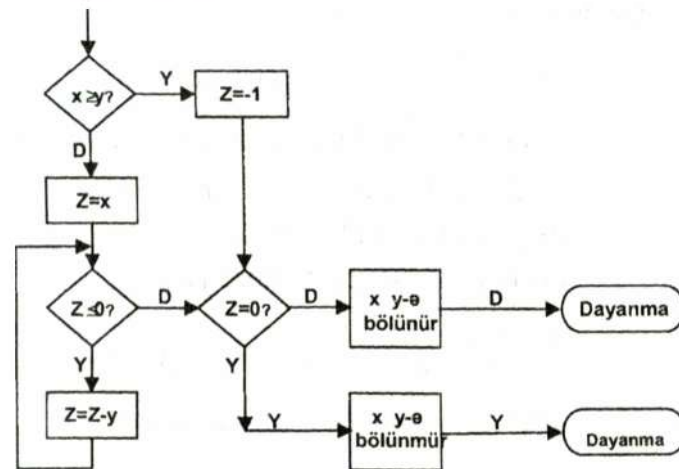 x ≥y?
Y
Z=-1
D
Z=x
Z ≤0?
D
Z=0?
D
x y-ə
bölünür
D
Dayanma
Y
Y
Z=Z-y
Y
x y-ə
bölünmür
Y
Dayanma